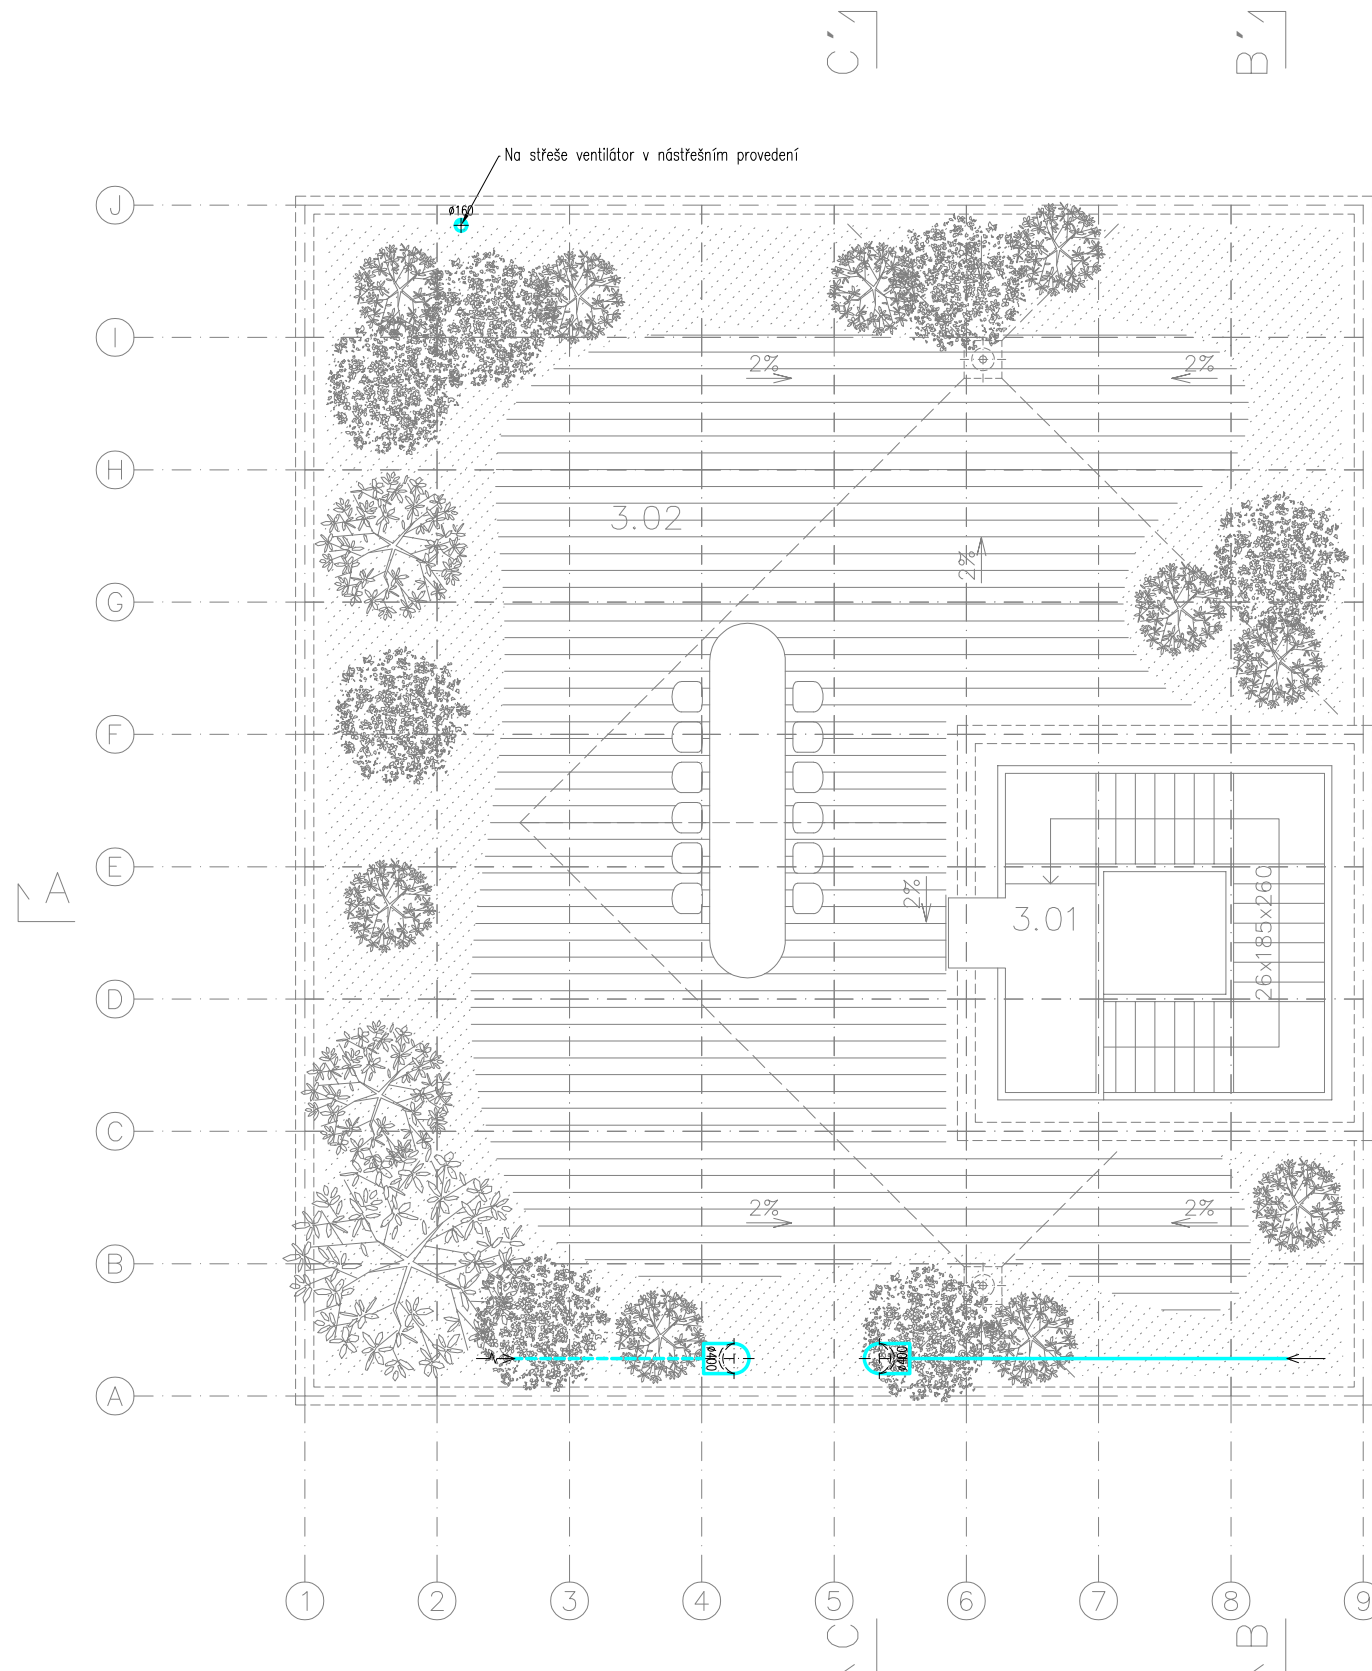 C'
B'
Na střeše ventilátor v nástřešním provedení
J
ø160
I
2%
2%
H
3.02
2%
G
F
E
A
2%
3.01
26x185x260
D
C
2%
2%
B
ø400
ø400
A
1
2
3
4
5
6
7
8
9
C
B